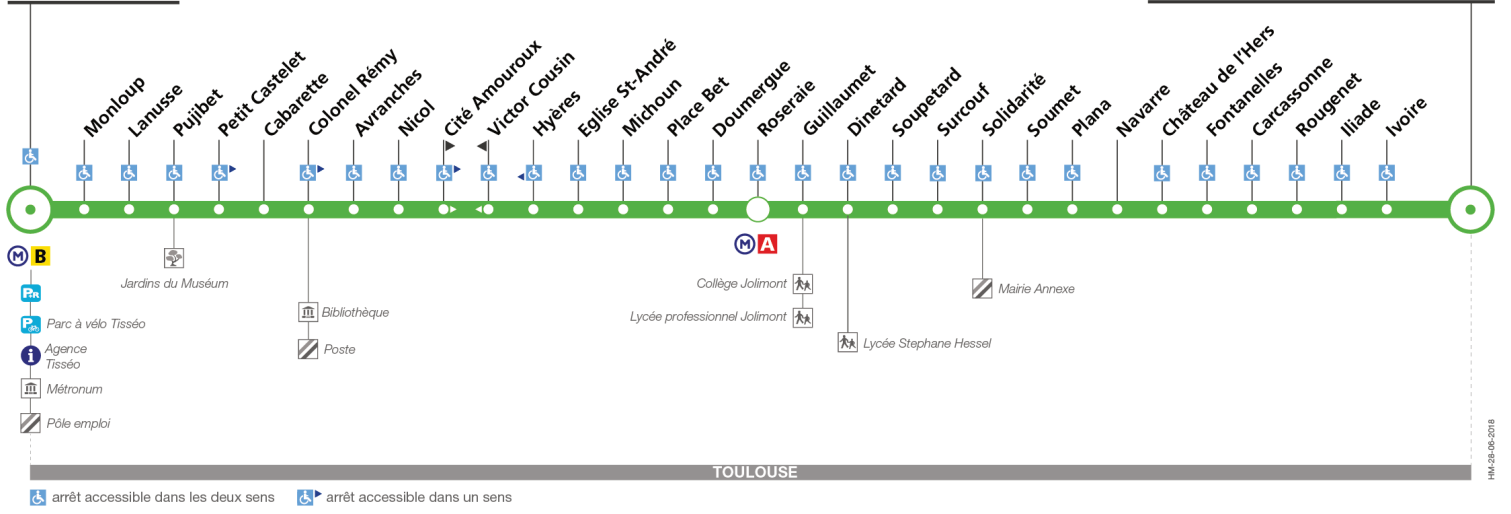 Monloup
Lanusse
Pujibet
Petit Castelet
Cabarette
Colonel Rémy
Avranches
Nicol
Cité Amouroux
Victor Cousin
Hyères
Eglise St-André
Michoun
Place Bet
Doumergue
Roseraie
Guillaumet
Dinetard
Soupetard
Surcouf
Solidarité
Soumet
Plana
Navarre
Château de l'Hers
Fontanelles
Carcassonne
Rougenet
Iliade
Ivoire
M B
M A
P+R
P
Parc à vélo Tisséo
i
Agence
Tisséo
Métronum
Pôle emploi
Jardins du Muséum
Bibliothèque
Poste
Collège Jolimont
Lycée professionnel Jolimont
Lycée Stephane Hessel
Mairie Annexe
TOULOUSE
HM-28-06-2018
arrêt accessible dans les deux sens
arrêt accessible dans un sens